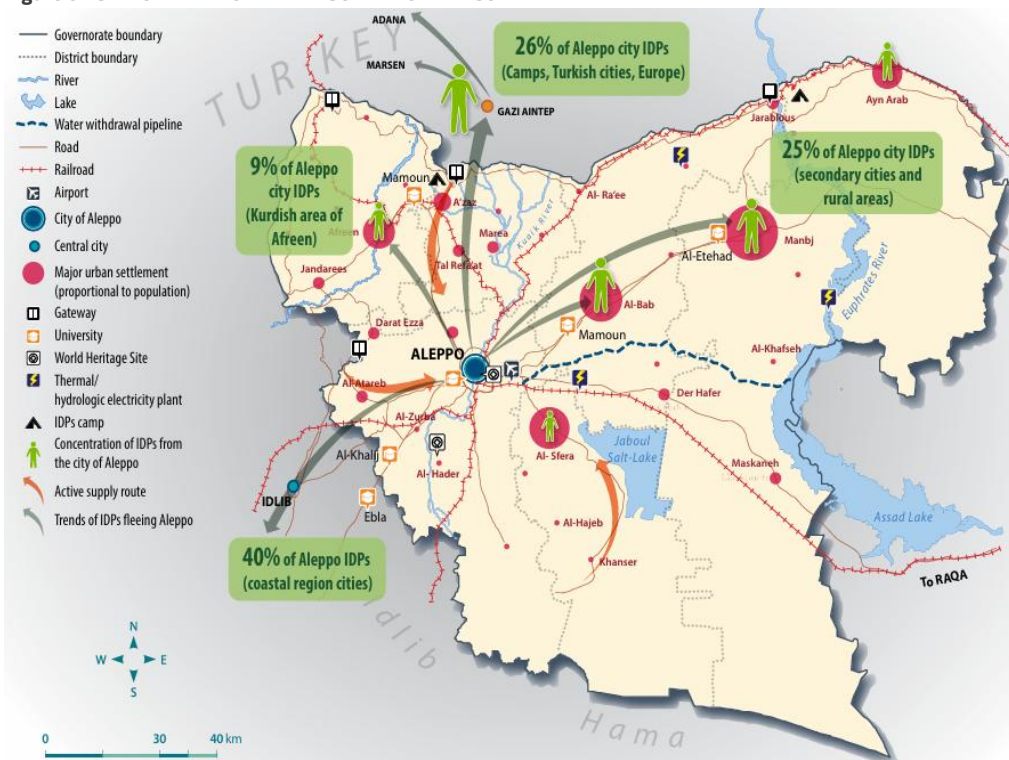 Governorate boundary
District boundary
River
Lake
Water withdrawal pipeline
Road
Railroad
Airport
City of Aleppo
Central city
Major urban settlement
(proportional to population)
Gateway
University
World Heritage Site
Thermal/
hydrologic electricity plant
IDPs camp
Concentration of IDPs from
the city of Aleppo
Active supply route
Trends of IDPs fleeing Aleppo
TURKEY
ADANA
MARSEN
GAZI AINTEP
26% of Aleppo city IDPs
(Camps, Turkish cities, Europe)
Ayn Arab
Jarablous
25% of Aleppo city IDPs
(secondary cities and
rural areas)
9% of Aleppo
city IDPs
(Kurdish area of
Afreen)
Mamoun
A'zaz
Al- Ra'ee
Kuaik River
Afreen
Marea
Tal Refa'at
Jandarees
Manbj
Al-Etehad
Euphrates River
Al-Bab
Mamoun
Darat Ezza
ALEPPO
Al-Khafseh
Al-Atareb
Der Hafer
Al-Zurba
Al- Sfera
Jaboul
Salt-Lake
Al-Khalij
Al- Hader
Maskaneh
IDLIB
Ebla
Al-Hajeb
Assad Lake
Khanser
40% of Aleppo IDPs
(coastal region cities)
To RAQA
Idlib
Hama
N
W
E
S
0
30
40 km